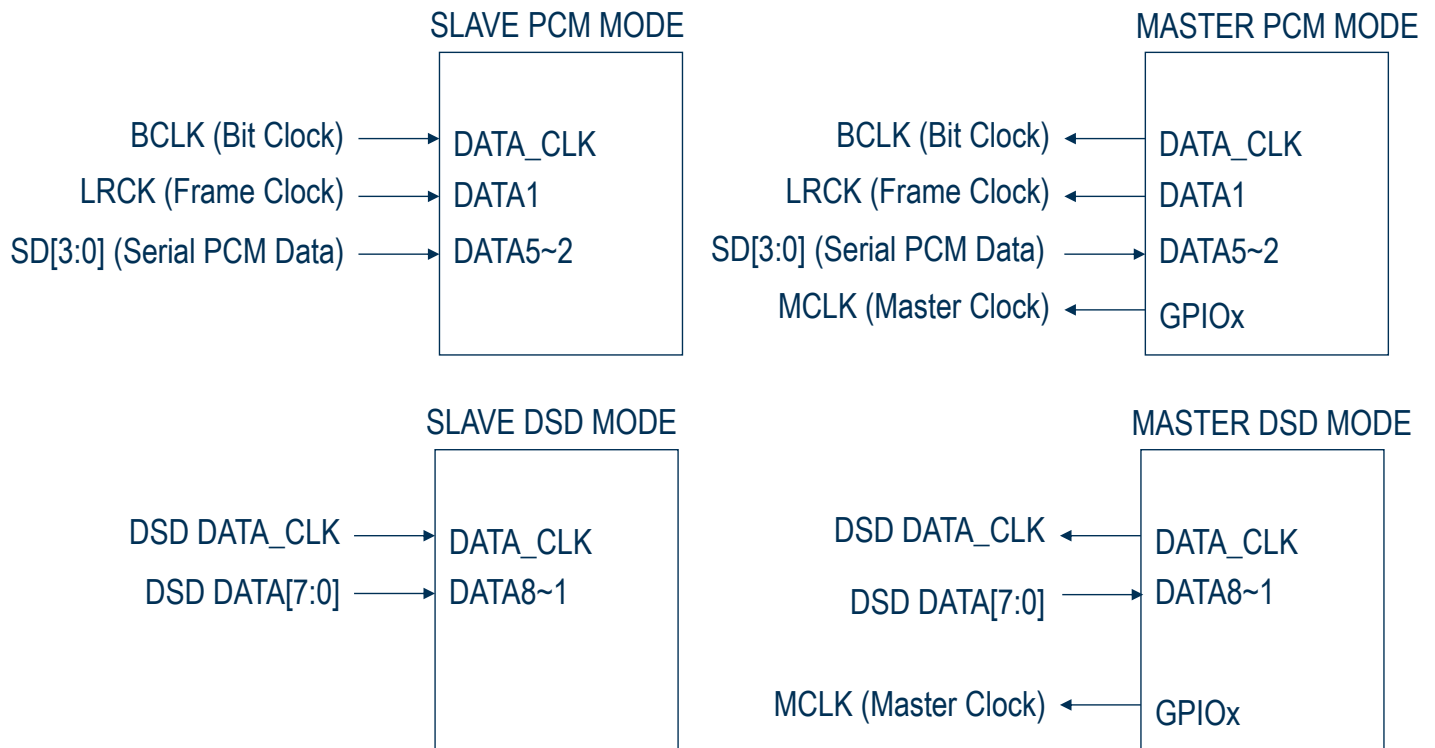 SLAVE PCM MODE
BCLK (Bit Clock)
DATA_CLK
LRCK (Frame Clock)
DATA1
SD[3:0] (Serial PCM Data)
DATA5~2
MASTER PCM MODE
BCLK (Bit Clock)
DATA_CLK
LRCK (Frame Clock)
DATA1
SD[3:0] (Serial PCM Data)
DATA5~2
MCLK (Master Clock)
GPIOx
SLAVE DSD MODE
DSD DATA_CLK
DATA_CLK
DSD DATA[7:0]
DATA8~1
MASTER DSD MODE
DSD DATA_CLK
DATA_CLK
DSD DATA[7:0]
DATA8~1
MCLK (Master Clock)
GPIOx